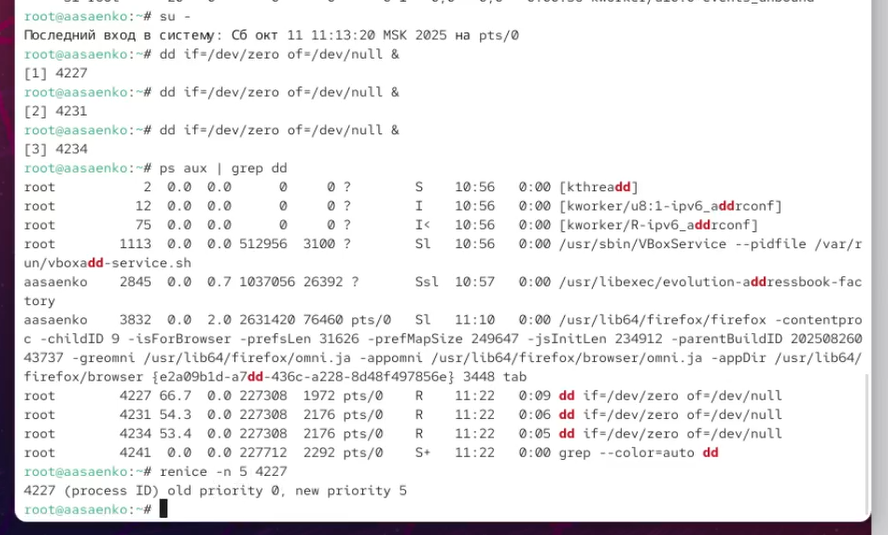 root@aasaenko:~# su -
Последний вход в систему: Сб окт 11 11:13:20 MSK 2025 на pts/0
root@aasaenko:~# dd if=/dev/zero of=/dev/null &
[1] 4227
root@aasaenko:~# dd if=/dev/zero of=/dev/null &
[2] 4231
root@aasaenko:~# dd if=/dev/zero of=/dev/null &
[3] 4234
root@aasaenko:~# ps aux | grep dd
root           2  0.0  0.0      0     0 ?        S    10:56   0:00 [kthreadd]
root          12  0.0  0.0      0     0 ?        I    10:56   0:00 [kworker/u8:1-ipv6_addrconf]
root          75  0.0  0.0      0     0 ?        I<   10:56   0:00 [kworker/R-ipv6_addrconf]
root        1113  0.0  0.0 512956  3100 ?        Sl   10:56   0:00 /usr/sbin/VBoxService --pidfile /var/r
un/vboxadd-service.sh
aasaenko    2845  0.0  0.7 1037056 26392 ?       Ssl  10:57   0:00 /usr/libexec/evolution-addressbook-fac
tory
aasaenko    3832  0.0  2.0 2631420 76460 pts/0   Sl   11:10   0:00 /usr/lib64/firefox/firefox -contentpro
c -childID 9 -isForBrowser -prefsLen 31626 -prefMapSize 249647 -jsInitLen 234912 -parentBuildID 202508260
43737 -greomni /usr/lib64/firefox/omni.ja -appomni /usr/lib64/firefox/browser/omni.ja -appDir /usr/lib64/
firefox/browser {e2a09b1d-a7dd-436c-a228-8d48f497856e} 3448 tab
root        4227 66.7  0.0 227308  1972 pts/0    R    11:22   0:09 dd if=/dev/zero of=/dev/null
root        4231 54.3  0.0 227308  2176 pts/0    R    11:22   0:06 dd if=/dev/zero of=/dev/null
root        4234 53.4  0.0 227308  2176 pts/0    R    11:22   0:05 dd if=/dev/zero of=/dev/null
root        4241  0.0  0.0 227712  2292 pts/0    S+   11:22   0:00 grep --color=auto dd
root@aasaenko:~# renice -n 5 4227
4227 (process ID) old priority 0, new priority 5
root@aasaenko:~#